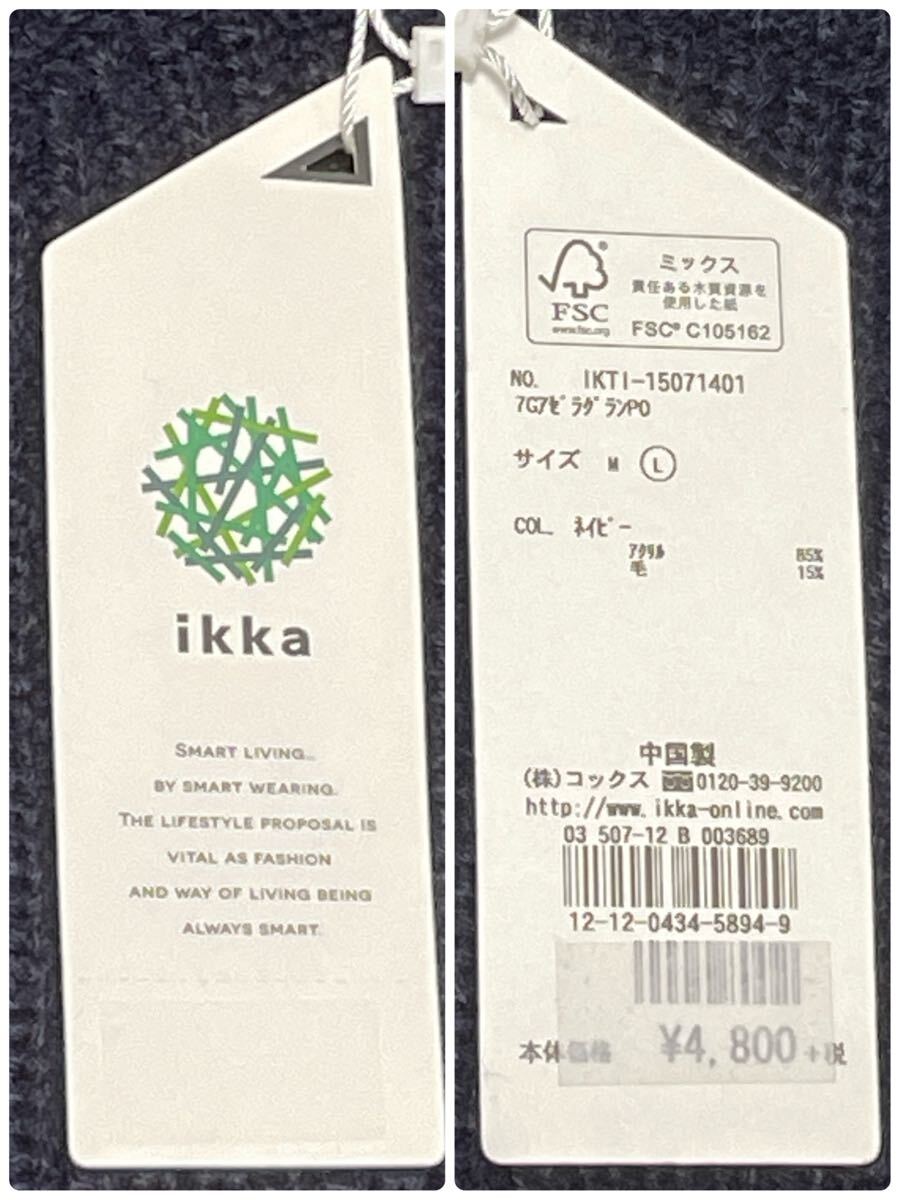 ikka
SMART LIVING...
BY SMART WEARING.
THE LIFESTYLE PROPOSAL IS
VITAL AS FASHION
AND WAY OF LIVING BEING
ALWAYS SMART.
FSC®
www.fsc.org
ミックス
責任ある木質資源を
使用した紙
FSC® C105162
NO. IKTI-15071401
7GｱｾﾞﾗｸﾞﾗﾝPO
サイズ M L
COL. ﾈｲﾋﾞｰ
ｱｸﾘﾙ 85%
毛 15%
中国製
(株)コックス 0120-39-9200
http://www.ikka-online.com
03 507-12 B 003689
12-12-0434-5894-9
本体価格 ¥4,800 +税